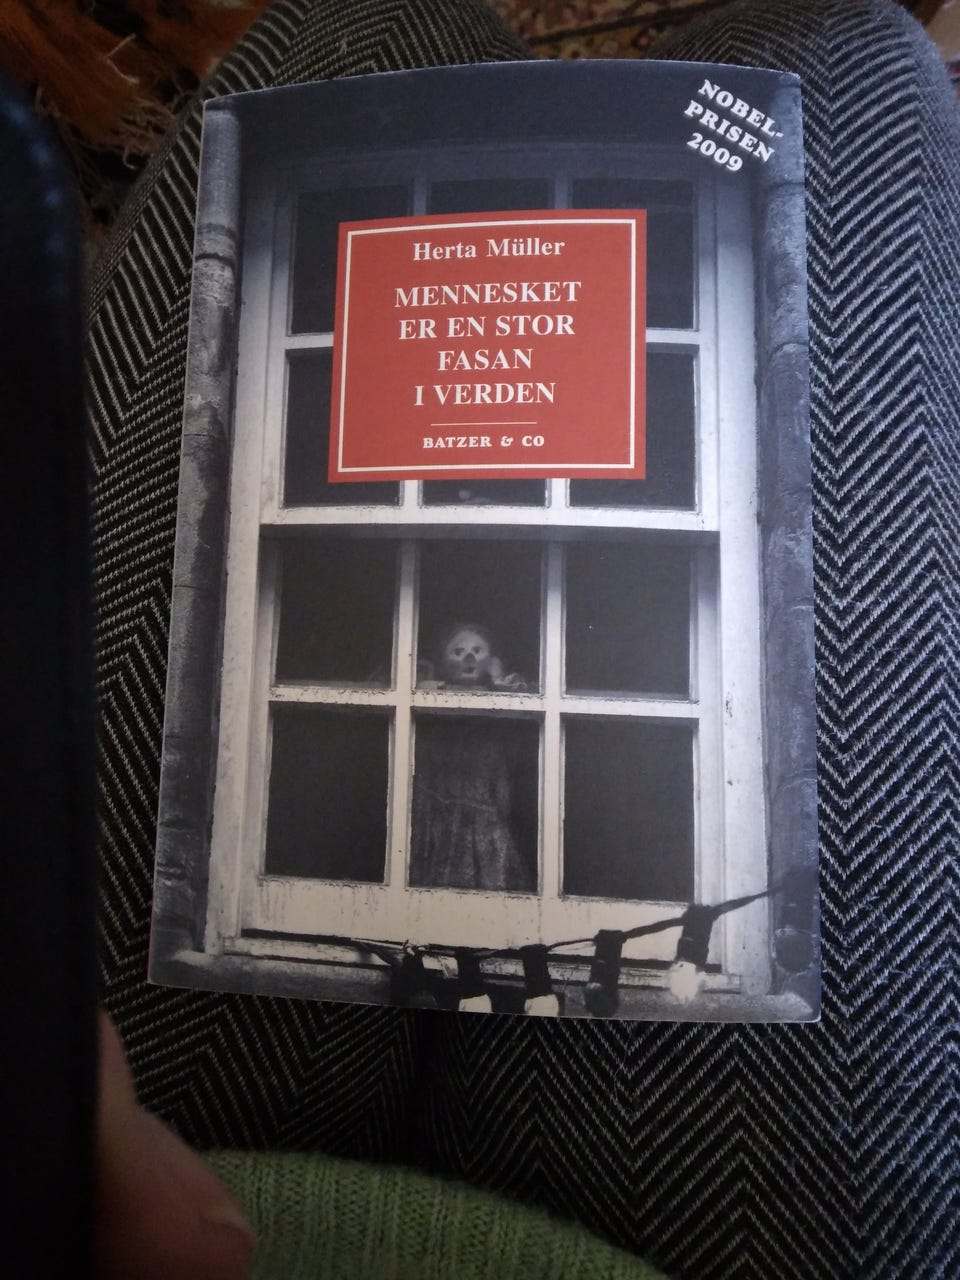 NOBEL-
PRISEN
2009
Herta Müller
MENNESKET
ER EN STOR
FASAN
I VERDEN
BATZER & CO